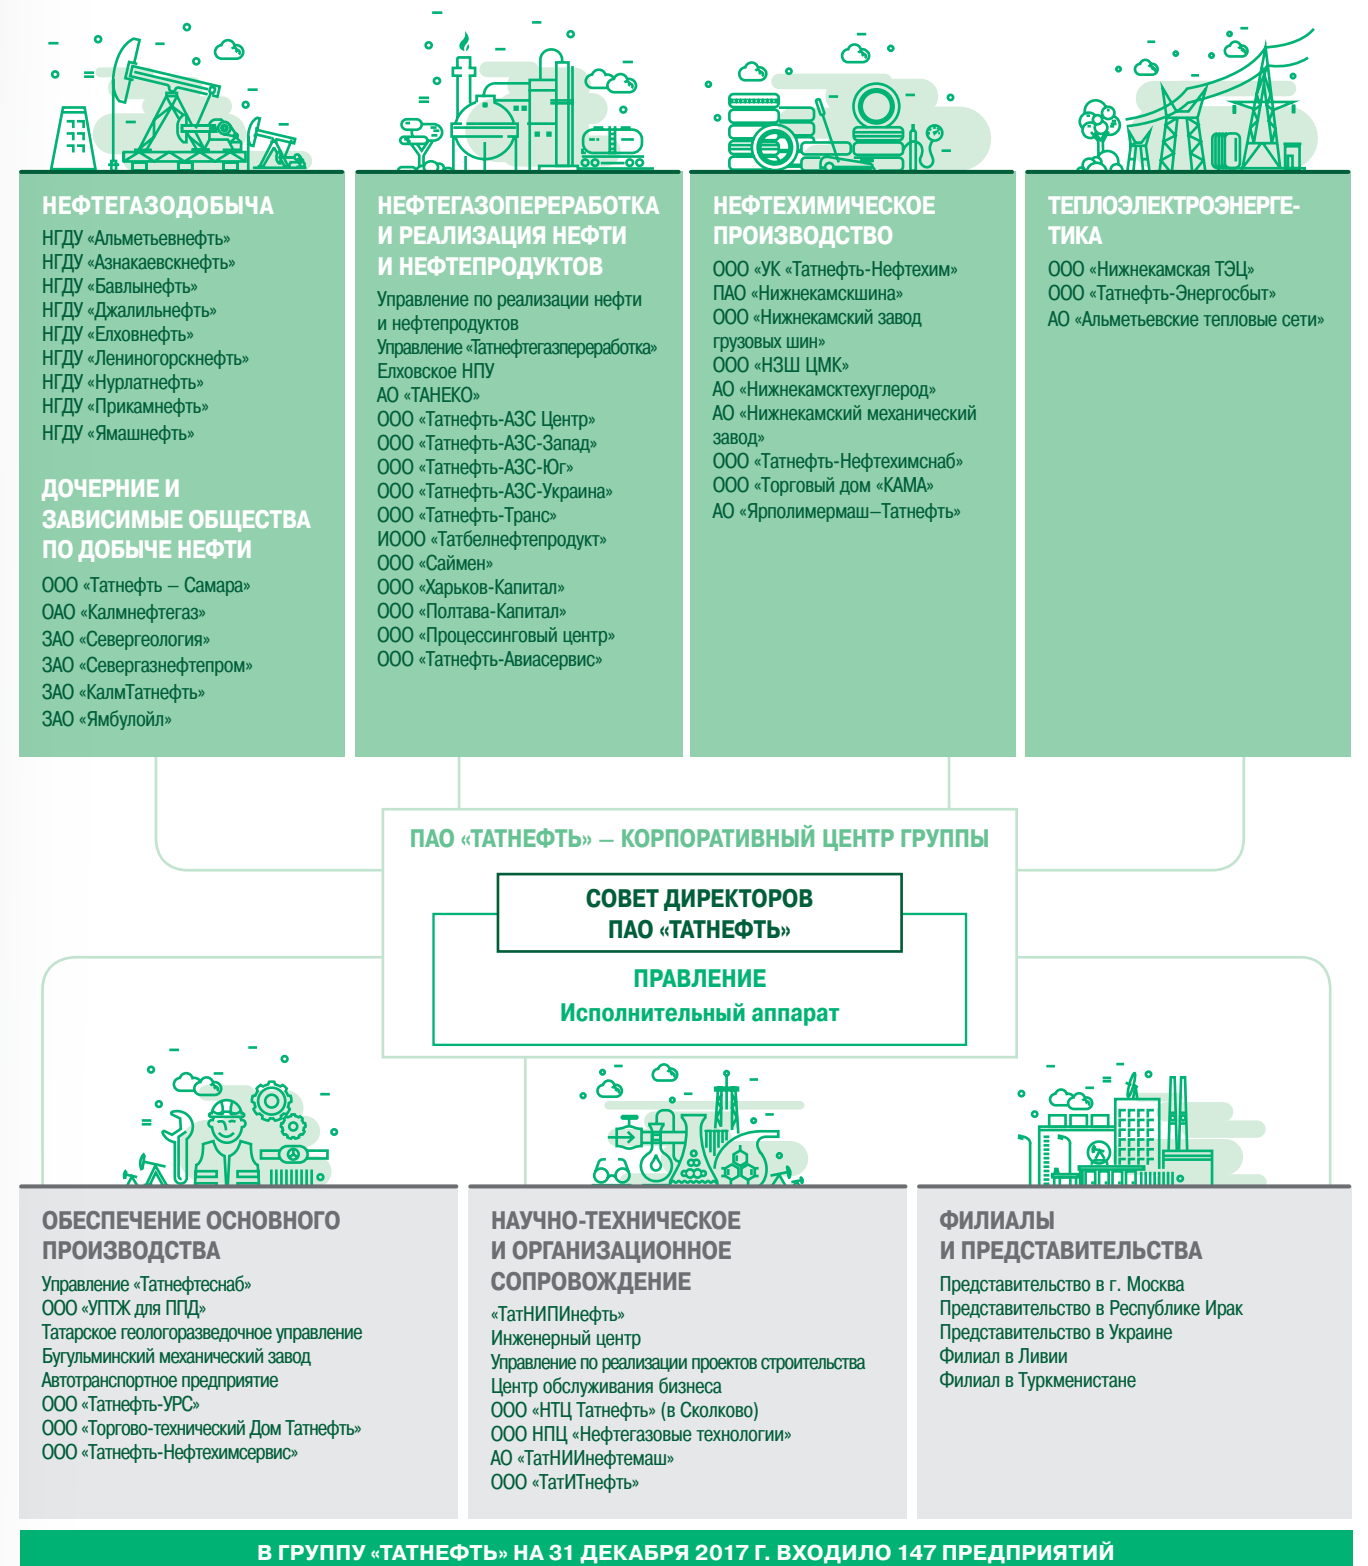 НЕФТЕГАЗОДОБЫЧА
НГДУ «Альметьевнефть»
НГДУ «Азнакаевскнефть»
НГДУ «Бавлынефть»
НГДУ «Джалильнефть»
НГДУ «Елховнефть»
НГДУ «Лениногорскнефть»
НГДУ «Нурлатнефть»
НГДУ «Прикамнефть»
НГДУ «Ямашнефть»
ДОЧЕРНИЕ И
ЗАВИСИМЫЕ ОБЩЕСТВА
ПО ДОБЫЧЕ НЕФТИ
ООО «Татнефть – Самара»
ОАО «Калмнефтегаз»
ЗАО «Севергеология»
ЗАО «Севергазнефтепром»
ЗАО «КалмТатнефть»
ЗАО «Ямбулойл»
НЕФТЕГАЗОПЕРЕРАБОТКА
И РЕАЛИЗАЦИЯ НЕФТИ
И НЕФТЕПРОДУКТОВ
Управление по реализации нефти
и нефтепродуктов
Управление «Татнефтегазпереработка»
Елховское НПУ
АО «ТАНЕКО»
ООО «Татнефть-АЗС Центр»
ООО «Татнефть-АЗС-Запад»
ООО «Татнефть-АЗС-Юг»
ООО «Татнефть-АЗС-Украина»
ООО «Татнефть-Транс»
ИООО «Татбелнефтепродукт»
ООО «Саймен»
ООО «Харьков-Капитал»
ООО «Полтава-Капитал»
ООО «Процессинговый центр»
ООО «Татнефть-Авиасервис»
НЕФТЕХИМИЧЕСКОЕ
ПРОИЗВОДСТВО
ООО «УК «Татнефть-Нефтехим»
ПАО «Нижнекамскшина»
ООО «Нижнекамский завод
грузовых шин»
ООО «НЗШ ЦМК»
АО «Нижнекамсктехуглерод»
АО «Нижнекамский механический
завод»
ООО «Татнефть-Нефтехимснаб»
ООО «Торговый дом «КАМА»
АО «Ярполимермаш–Татнефть»
ТЕПЛОЭЛЕКТРОЭНЕРГЕ-
ТИКА
ООО «Нижнекамская ТЭЦ»
ООО «Татнефть-Энергосбыт»
АО «Альметьевские тепловые сети»
ПАО «ТАТНЕФТЬ» – КОРПОРАТИВНЫЙ ЦЕНТР ГРУППЫ
СОВЕТ ДИРЕКТОРОВ
ПАО «ТАТНЕФТЬ»
ПРАВЛЕНИЕ
Исполнительный аппарат
ОБЕСПЕЧЕНИЕ ОСНОВНОГО
ПРОИЗВОДСТВА
Управление «Татнефтеснаб»
ООО «УПТЖ для ППД»
Татарское геологоразведочное управление
Бугульминский механический завод
Автотранспортное предприятие
ООО «Татнефть-УРС»
ООО «Торгово-технический Дом Татнефть»
ООО «Татнефть-Нефтехимсервис»
НАУЧНО-ТЕХНИЧЕСКОЕ
И ОРГАНИЗАЦИОННОЕ
СОПРОВОЖДЕНИЕ
«ТатНИПИнефть»
Инженерный центр
Управление по реализации проектов строительства
Центр обслуживания бизнеса
ООО «НТЦ Татнефть» (в Сколково)
ООО НПЦ «Нефтегазовые технологии»
АО «ТатНИИнефтемаш»
ООО «ТатИТнефть»
ФИЛИАЛЫ
И ПРЕДСТАВИТЕЛЬСТВА
Представительство в г. Москва
Представительство в Республике Ирак
Представительство в Украине
Филиал в Ливии
Филиал в Туркменистане
В ГРУППУ «ТАТНЕФТЬ» НА 31 ДЕКАБРЯ 2017 Г. ВХОДИЛО 147 ПРЕДПРИЯТИЙ